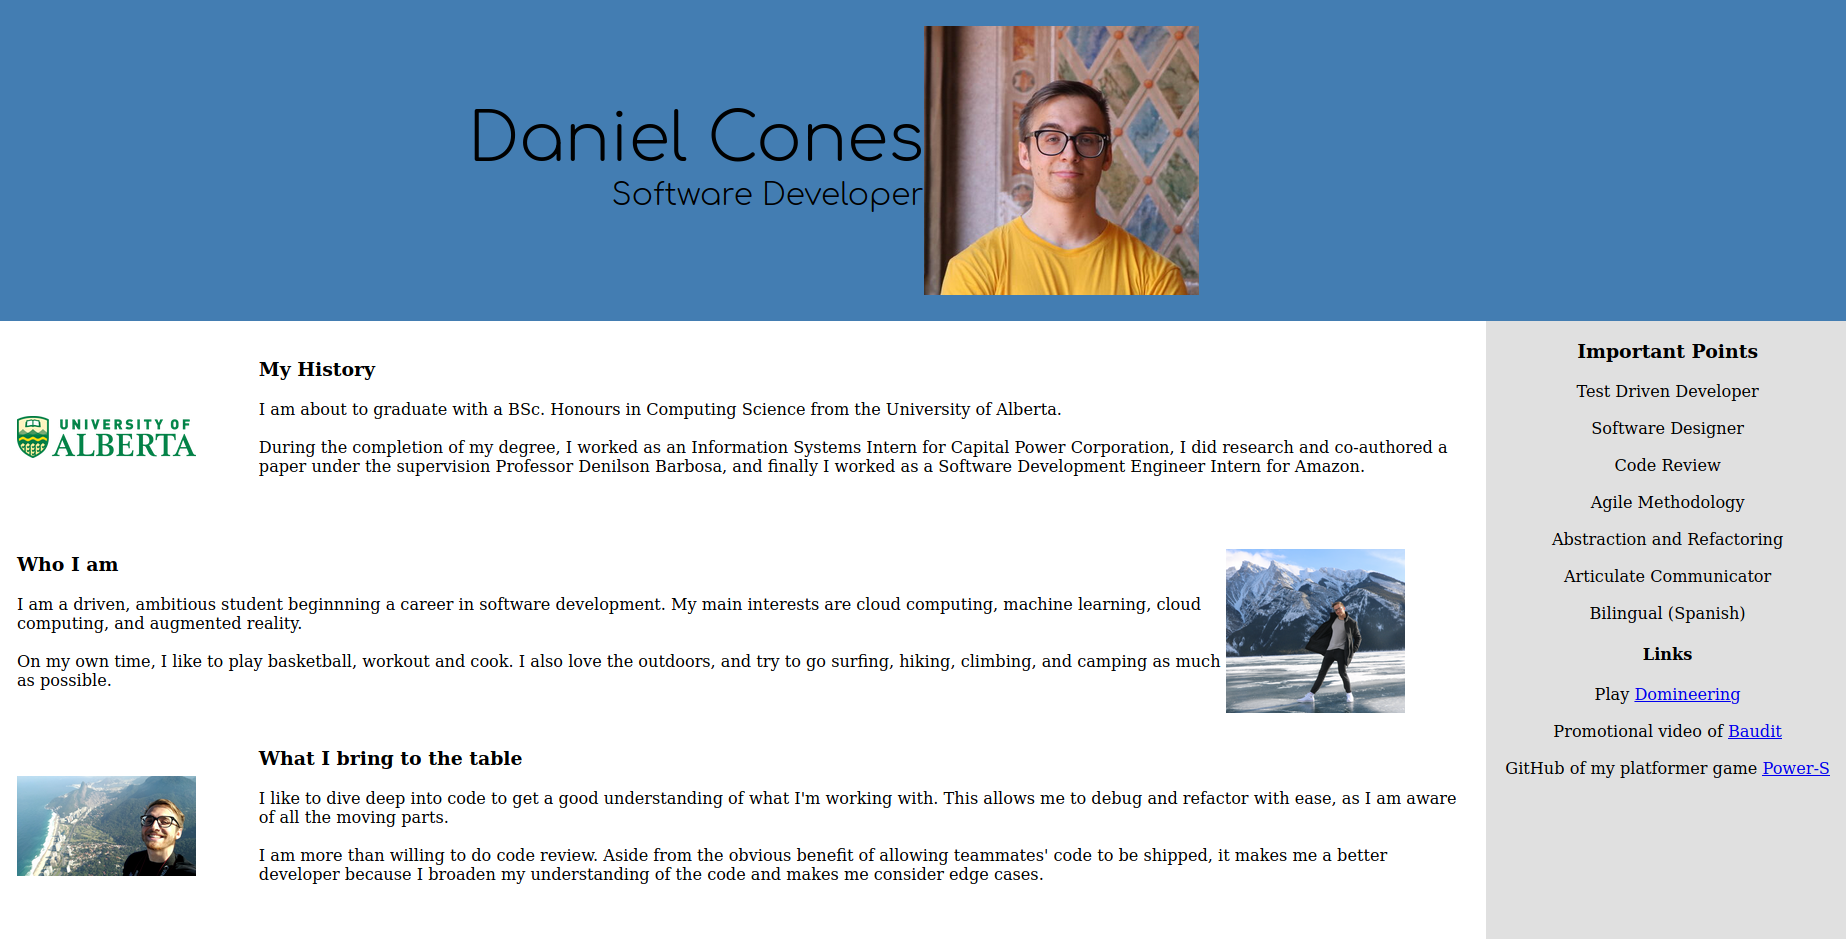 Daniel Cones
Software Developer
UNIVERSITY OF
ALBERTA
My History
I am about to graduate with a BSc. Honours in Computing Science from the University of Alberta.
During the completion of my degree, I worked as an Information Systems Intern for Capital Power Corporation, I did research and co-authored a
paper under the supervision Professor Denilson Barbosa, and finally I worked as a Software Development Engineer Intern for Amazon.
Who I am
I am a driven, ambitious student beginnning a career in software development. My main interests are cloud computing, machine learning, cloud
computing, and augmented reality.
On my own time, I like to play basketball, workout and cook. I also love the outdoors, and try to go surfing, hiking, climbing, and camping as much
as possible.
What I bring to the table
I like to dive deep into code to get a good understanding of what I'm working with. This allows me to debug and refactor with ease, as I am aware
of all the moving parts.
I am more than willing to do code review. Aside from the obvious benefit of allowing teammates' code to be shipped, it makes me a better
developer because I broaden my understanding of the code and makes me consider edge cases.
Important Points
Test Driven Developer
Software Designer
Code Review
Agile Methodology
Abstraction and Refactoring
Articulate Communicator
Bilingual (Spanish)
Links
Play Domineering
Promotional video of Baudit
GitHub of my platformer game Power-S